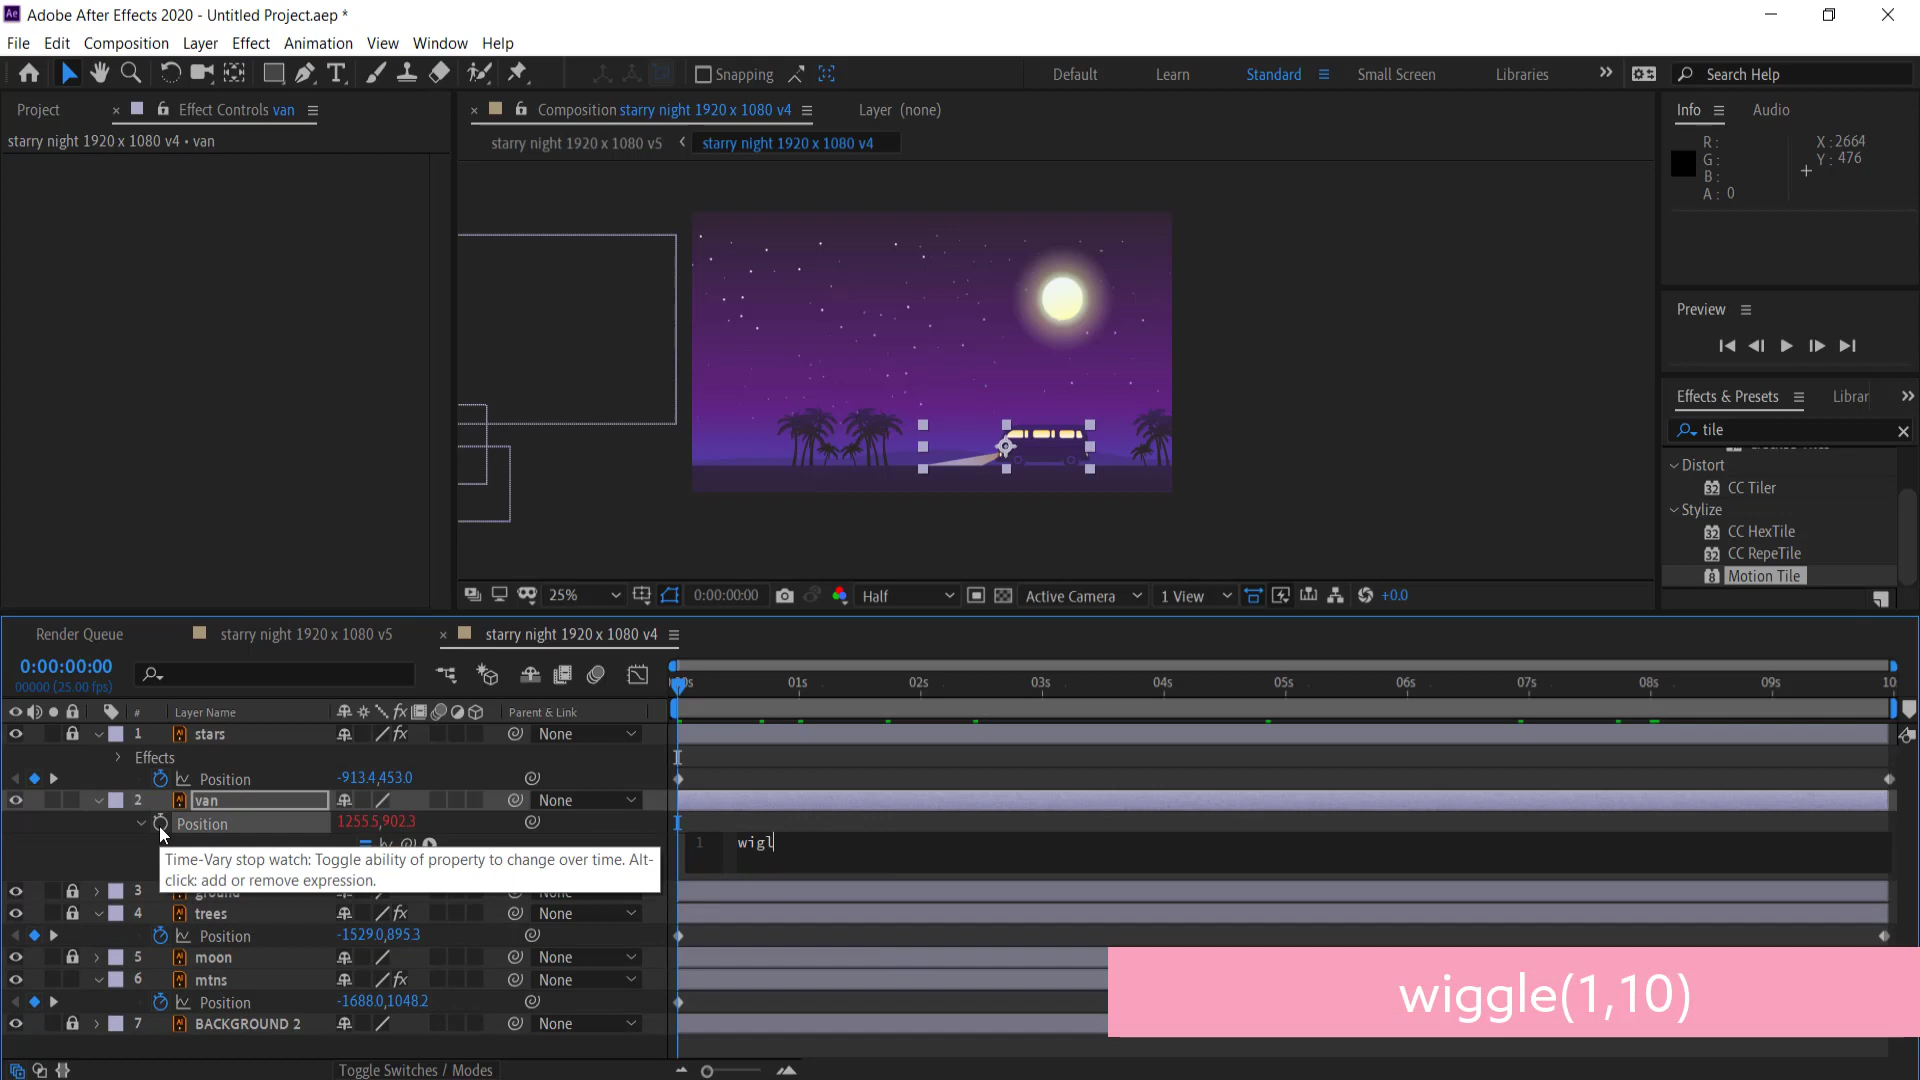 Adobe After Effects 2020 - Untitled Project.aep *
File Edit Composition Layer Effect Animation View Window Help
Snapping Default Learn Standard Small Screen Libraries Search Help
Project Effect Controls van Composition starry night 1920 x 1080 v4 Layer (none) Info Audio
starry night 1920 x 1080 v4 • van
starry night 1920 x 1080 v5 starry night 1920 x 1080 v4
R: X: 2664
G: Y: 476
B:
A: 0
Preview
Effects & Presets Librar
tile
Distort
CC Tiler
Stylize
CC HexTile
CC RepeTile
Motion Tile
25% 0:00:00:00 Half Active Camera 1 View +0.0
Render Queue starry night 1920 x 1080 v5 starry night 1920 x 1080 v4
0:00:00:00
00000 (25.00 fps)
01s 02s 03s 04s 05s 06s 07s 08s 09s 10
# Layer Name fx Parent & Link
1 stars fx None
Effects
Position -913.4,453.0
2 van None
Position 1255.5,902.3
1 wigl
Time-Vary stop watch: Toggle ability of property to change over time. Alt-
click: add or remove expression.
3 ground None
4 trees fx None
Position -1529.0,895.3
5 moon None
6 mtns fx None
Position -1688.0,1048.2
7 BACKGROUND 2 None
wiggle(1,10)
Toggle Switches / Modes